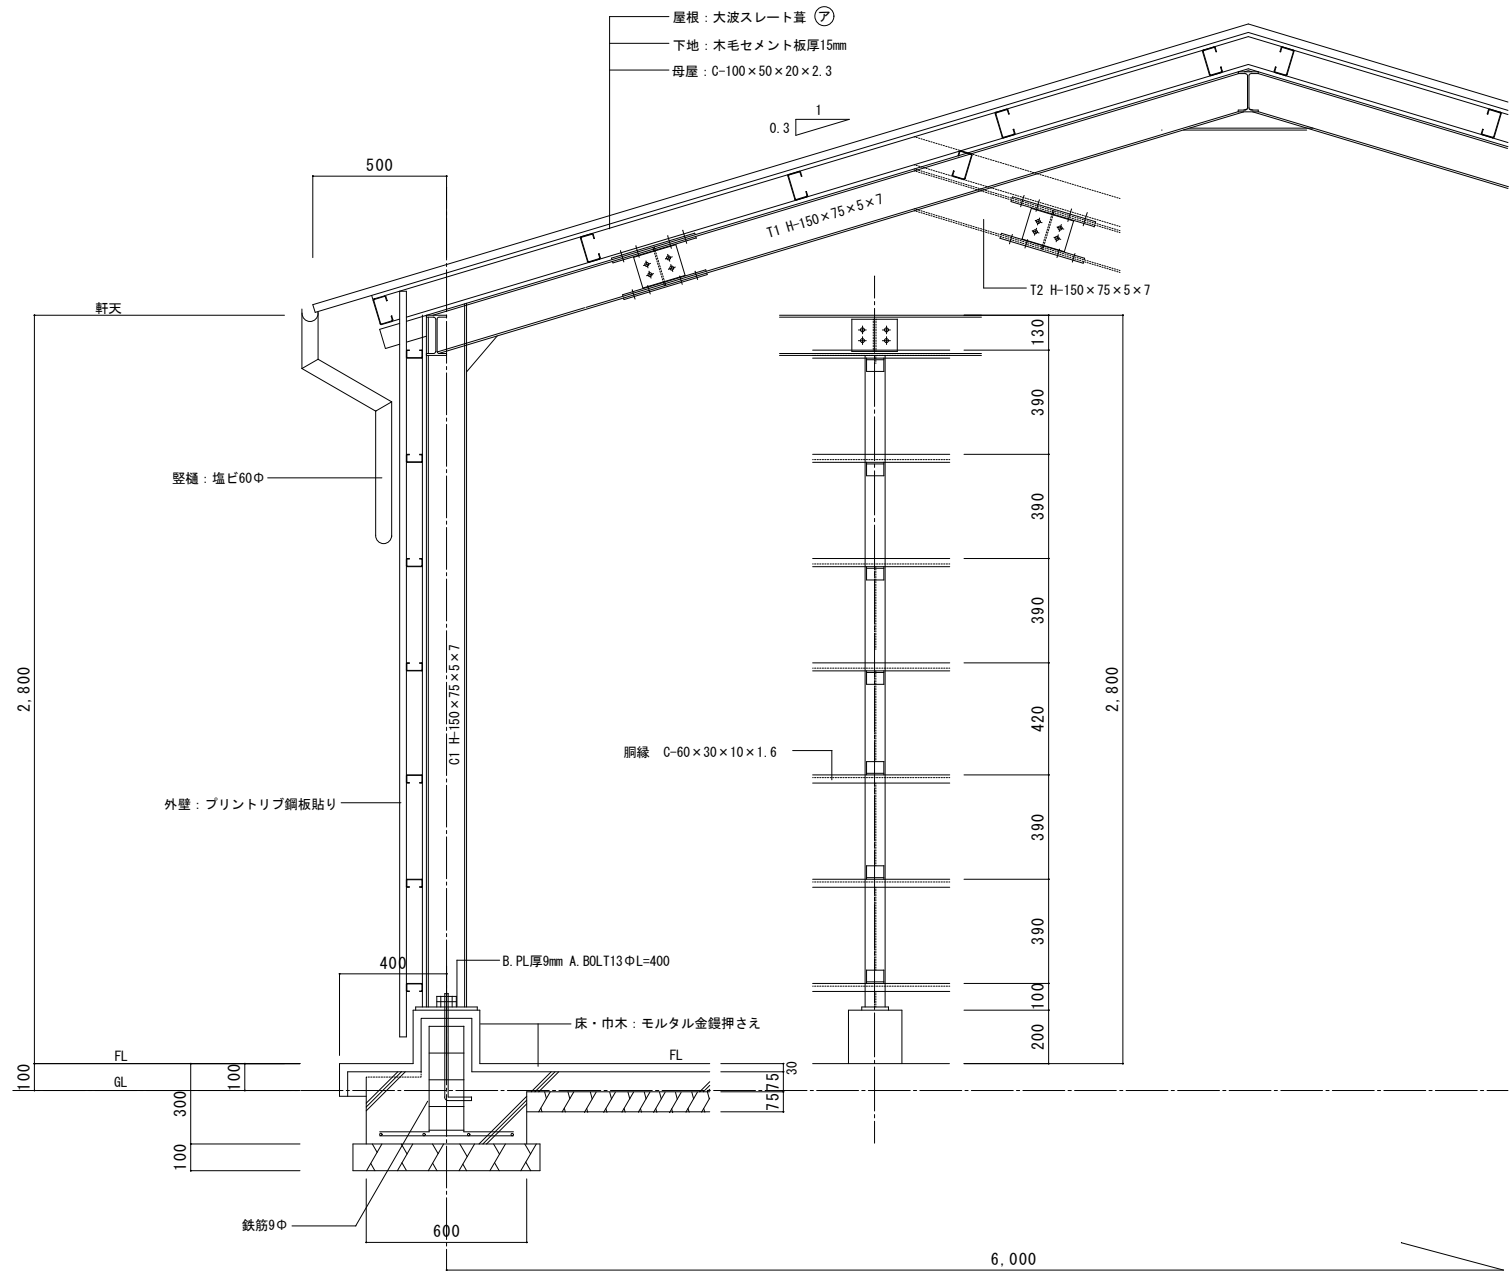 屋根：大波スレート葺 ㋐
下地：木毛セメント板厚15mm
母屋：C-100×50×20×2.3
1
0.3
500
T1 H-150×75×5×7
T2 H-150×75×5×7
軒天
130
390
390
390
420
390
390
100
200
2,800
2,800
竪樋：塩ビ60Φ
C1 H-150×75×5×7
胴縁 C-60×30×10×1.6
外壁：プリントリブ鋼板貼り
400
B.PL厚9mm A.BOLT13ΦL=400
床・巾木：モルタル金鏝押さえ
FL
FL
GL
100
100
300
100
30
75
75
鉄筋9Φ
600
6,000